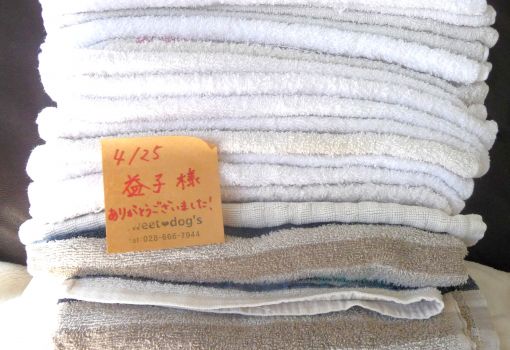 4/25
益子 様
ありがとうございました!
weet♥dog's
tel:028-666-7944